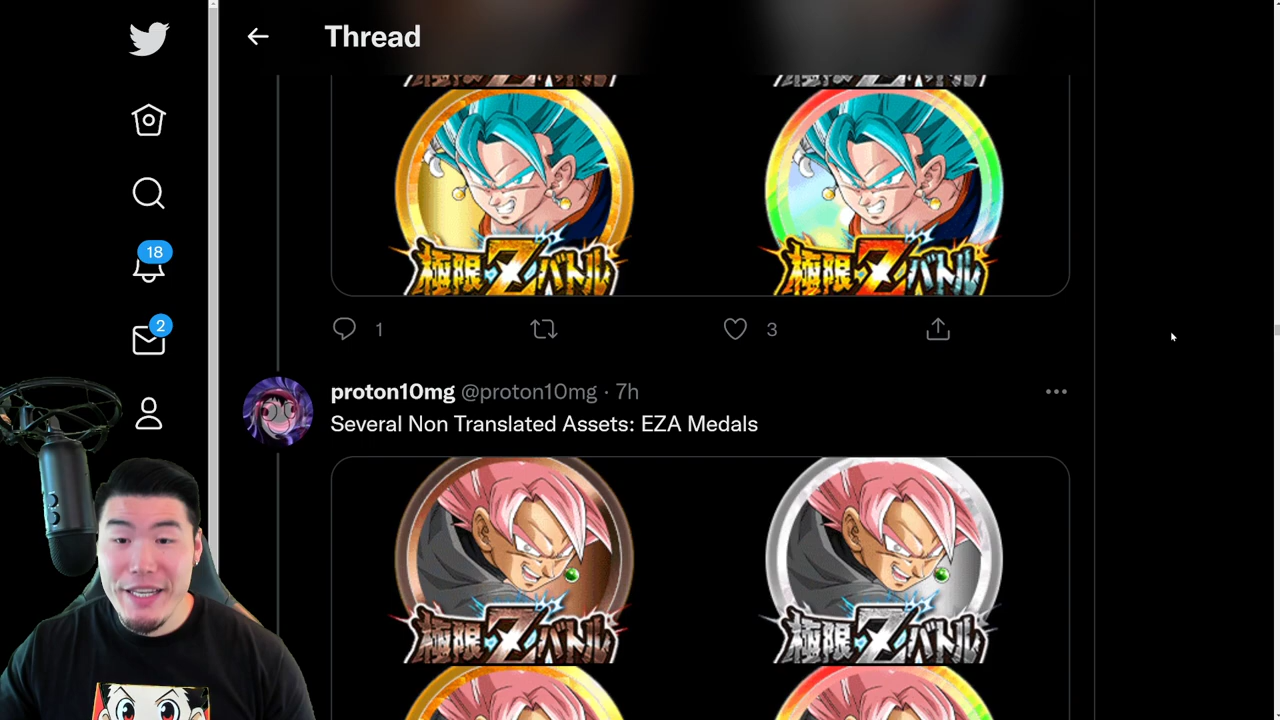 Thread
極限Zバトル
極限Zバトル
18
1
3
2
proton10mg @proton10mg · 7h
Several Non Translated Assets: EZA Medals
極限Zバトル
極限Zバトル